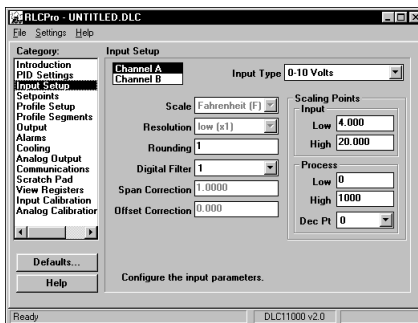 RLCPro - UNTITLED.DLC
File Settings Help
Category:
Introduction
PID Settings
Input Setup
Setpoints
Profile Setup
Profile Segments
Output
Alarms
Cooling
Analog Output
Communications
Scratch Pad
View Registers
Input Calibration
Analog Calibration
Defaults...
Help
Input Setup
Channel A
Channel B
Input Type 0-10 Volts
Scale Fahrenheit (F)
Resolution low (x1)
Rounding 1
Digital Filter 1
Span Correction 1.0000
Offset Correction 0.000
Scaling Points
Input
Low 4.000
High 20.000
Process
Low 0
High 1000
Dec Pt 0
Configure the input parameters.
Ready DLC11000 v2.0